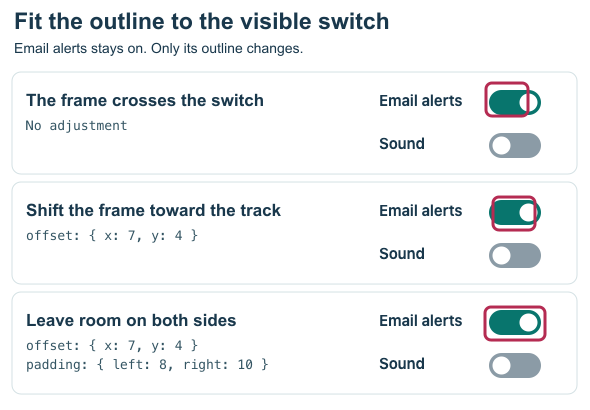 Fit the outline to the visible switch
Email alerts stays on. Only its outline changes.
The frame crosses the switch
No adjustment
Email alerts
Sound
Shift the frame toward the track
offset: { x: 7, y: 4 }
Email alerts
Sound
Leave room on both sides
offset: { x: 7, y: 4 }
padding: { left: 8, right: 10 }
Email alerts
Sound